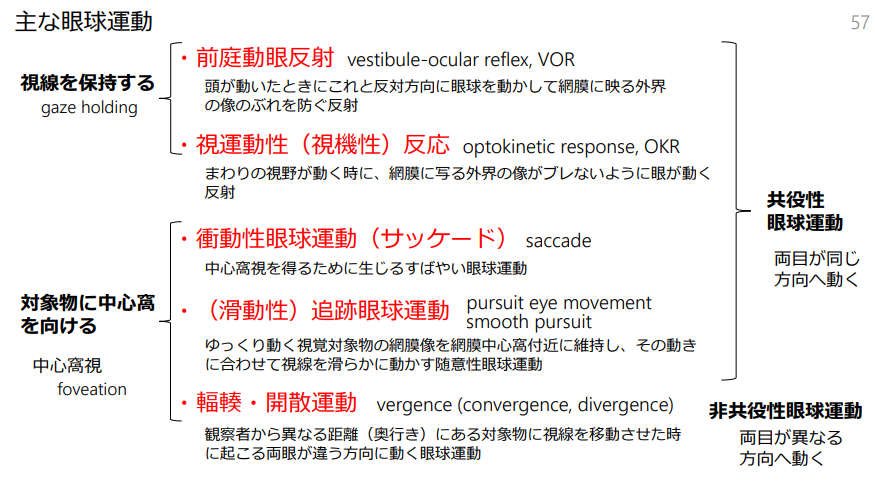 主な眼球運動
57
視線を保持する
gaze holding
・前庭動眼反射 vestibule-ocular reflex, VOR
頭が動いたときにこれと反対方向に眼球を動かして網膜に映る外界
の像のぶれを防ぐ反射
・視運動性（視機性）反応 optokinetic response, OKR
まわりの視野が動く時に、網膜に写る外界の像がブレないように眼が動く
反射
対象物に中心窩
を向ける
中心窩視
foveation
・衝動性眼球運動（サッケード） saccade
中心窩視を得るために生じるすばやい眼球運動
・（滑動性）追跡眼球運動 pursuit eye movement
smooth pursuit
ゆっくり動く視覚対象物の網膜像を網膜中心窩付近に維持し、その動き
に合わせて視線を滑らかに動かす随意性眼球運動
・輻輳・開散運動 vergence (convergence, divergence)
観察者から異なる距離（奥行き）にある対象物に視線を移動させた時
に起こる両眼が違う方向に動く眼球運動
共役性
眼球運動
両目が同じ
方向へ動く
非共役性眼球運動
両目が異なる
方向へ動く